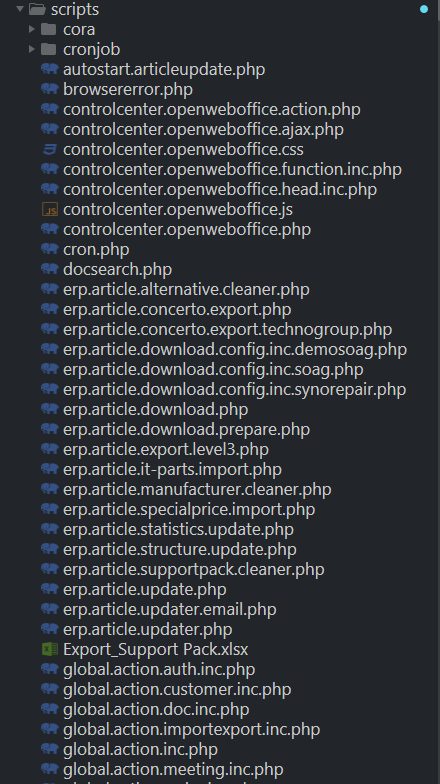 scripts
cora
cronjob
autostart.articleupdate.php
browsererror.php
controlcenter.openweboffice.action.php
controlcenter.openweboffice.ajax.php
controlcenter.openweboffice.css
controlcenter.openweboffice.function.inc.php
controlcenter.openweboffice.head.inc.php
JS controlcenter.openweboffice.js
controlcenter.openweboffice.php
cron.php
docsearch.php
erp.article.alternative.cleaner.php
erp.article.concerto.export.php
erp.article.concerto.export.technogroup.php
erp.article.download.config.inc.demosoag.php
erp.article.download.config.inc.soag.php
erp.article.download.config.inc.synorepair.php
erp.article.download.php
erp.article.download.prepare.php
erp.article.export.level3.php
erp.article.it-parts.import.php
erp.article.manufacturer.cleaner.php
erp.article.specialprice.import.php
erp.article.statistics.update.php
erp.article.structure.update.php
erp.article.supportpack.cleaner.php
erp.article.update.php
erp.article.updater.email.php
erp.article.updater.php
Export_Support Pack.xlsx
global.action.auth.inc.php
global.action.customer.inc.php
global.action.doc.inc.php
global.action.importexport.inc.php
global.action.inc.php
global.action.meeting.inc.php